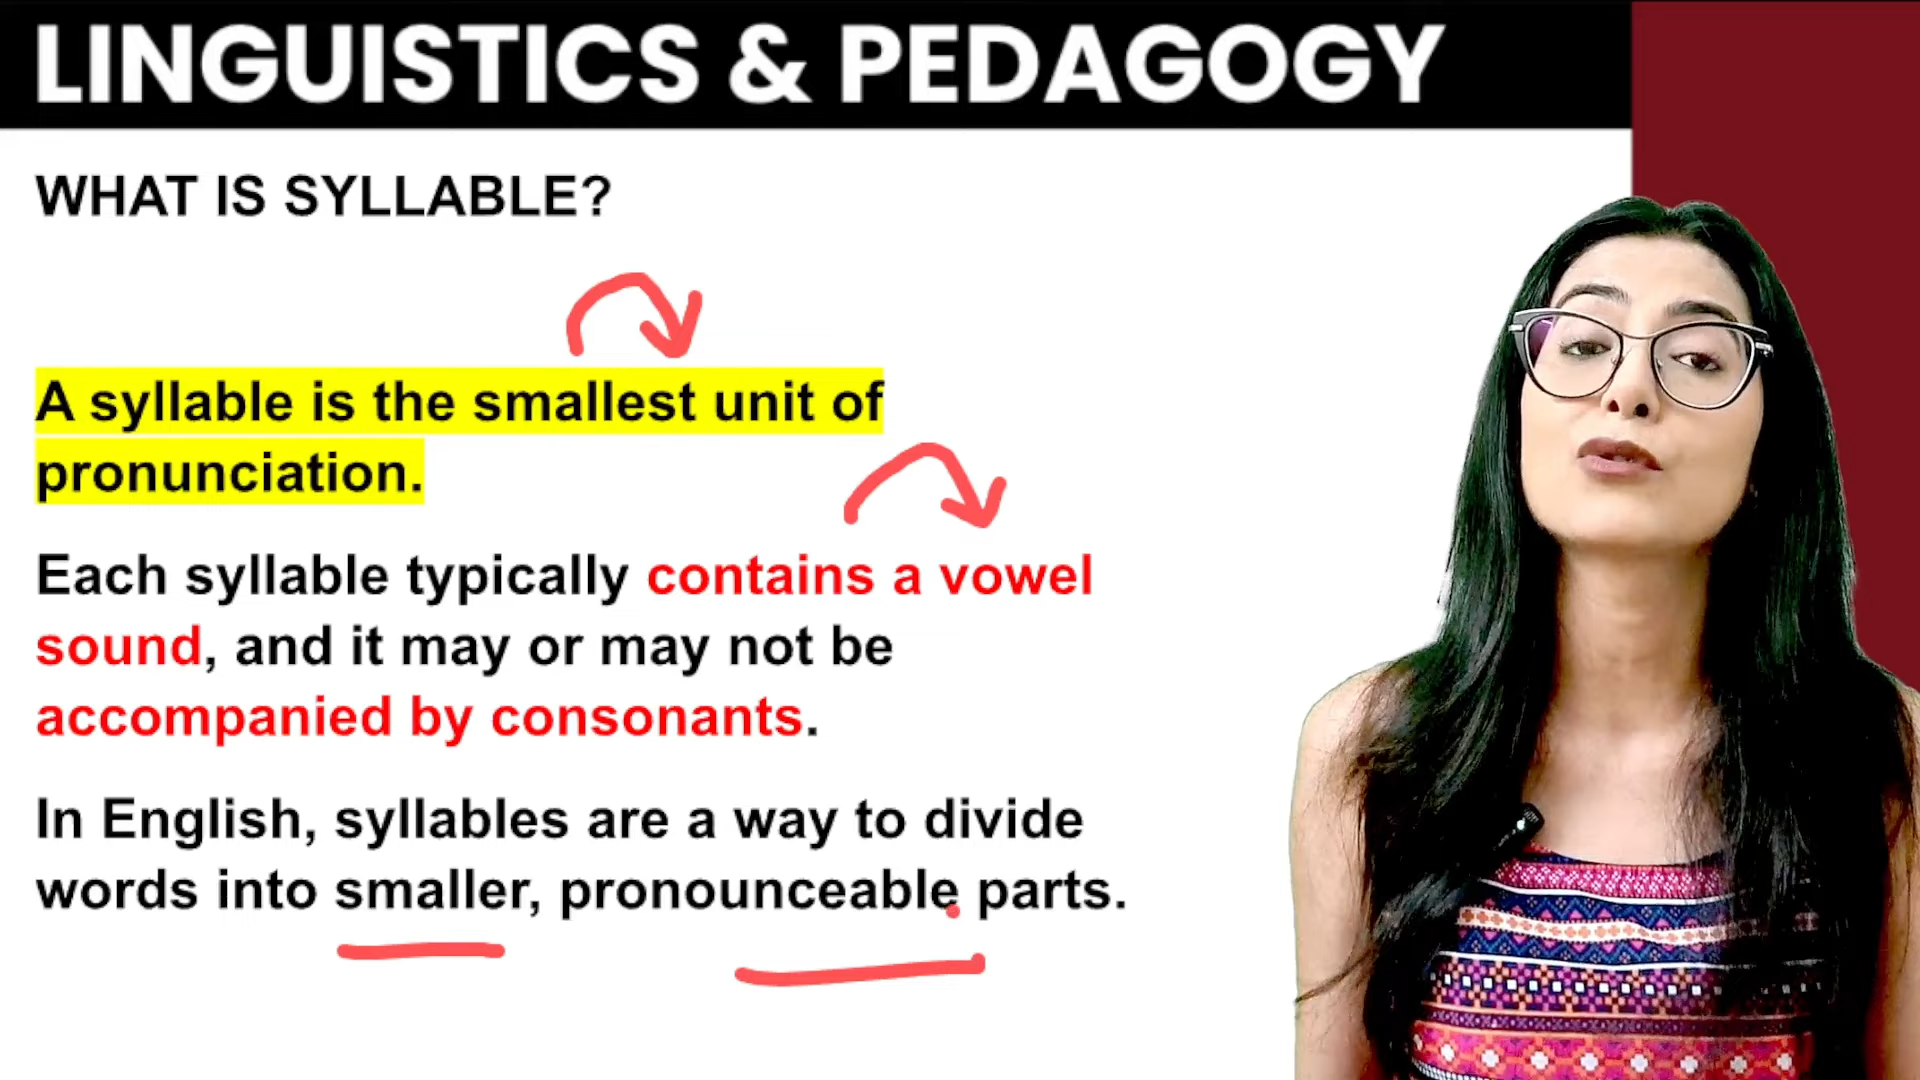 LINGUISTICS & PEDAGOGY
WHAT IS SYLLABLE?
A syllable is the smallest unit of
pronunciation.
Each syllable typically contains a vowel
sound, and it may or may not be
accompanied by consonants.
In English, syllables are a way to divide
words into smaller, pronounceable parts.